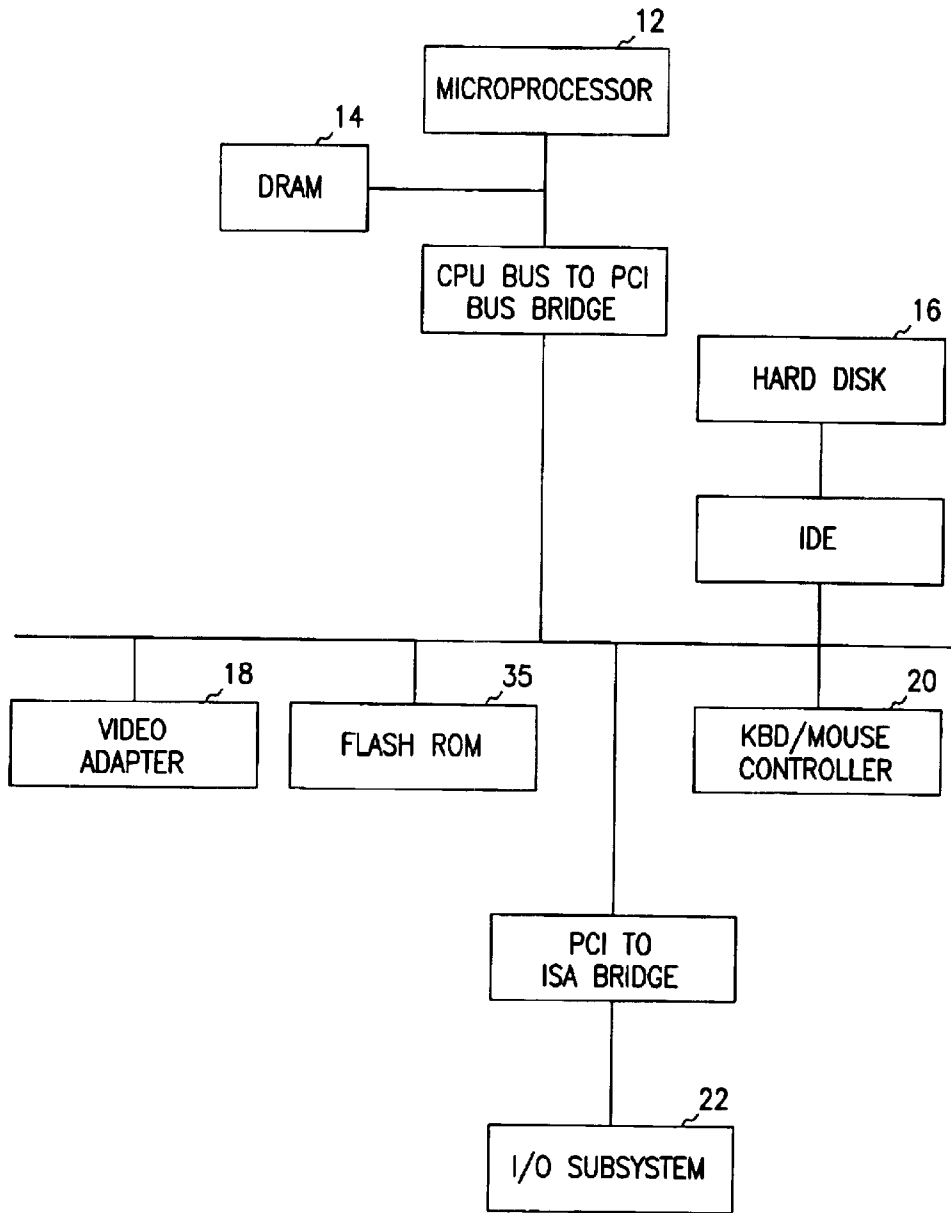 12
MICROPROCESSOR
14
DRAM
CPU BUS TO PCI
BUS BRIDGE
16
HARD DISK
IDE
18
VIDEO
ADAPTER
35
FLASH ROM
20
KBD/MOUSE
CONTROLLER
PCI TO
ISA BRIDGE
22
I/O SUBSYSTEM